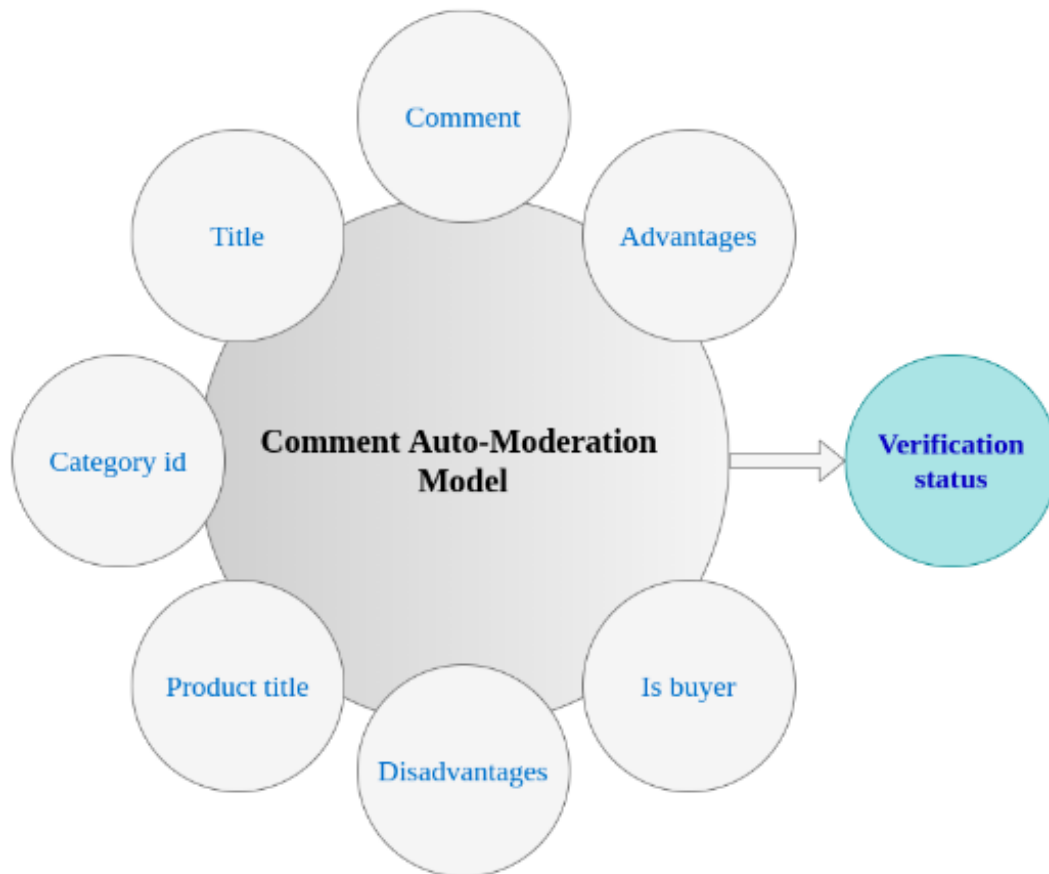 Comment
Title
Advantages
Comment Auto-Moderation
Model
Category id
Verification
status
Product title
Is buyer
Disadvantages